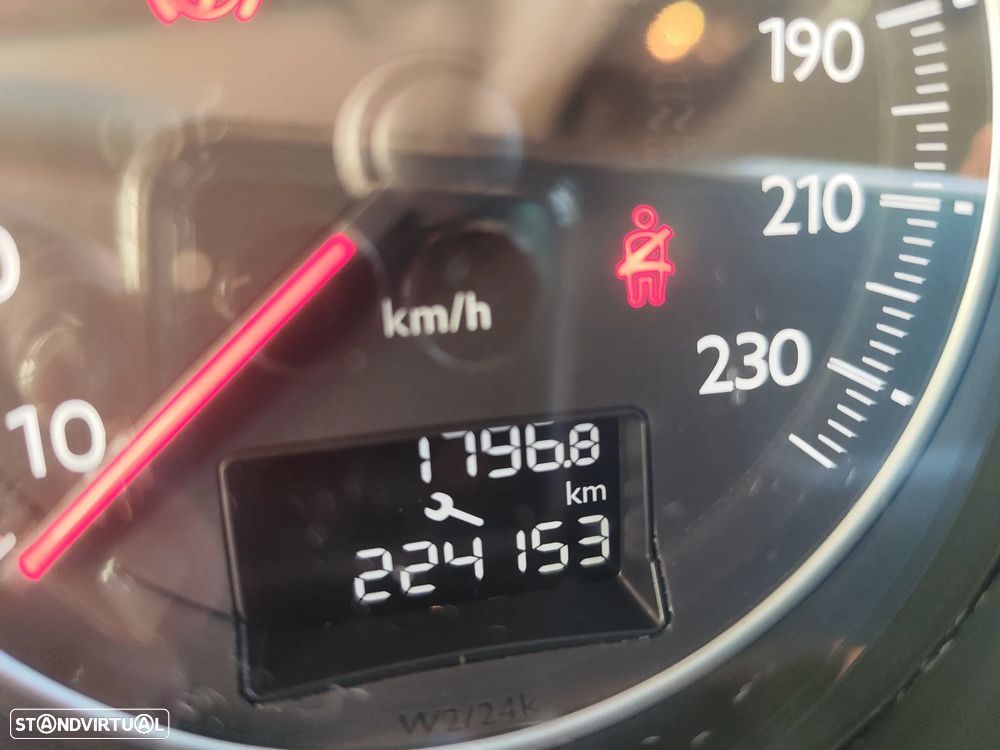 190
210
km/h
230
10
1796.8
km
224153
W2/24k
STANDVIRTUAL